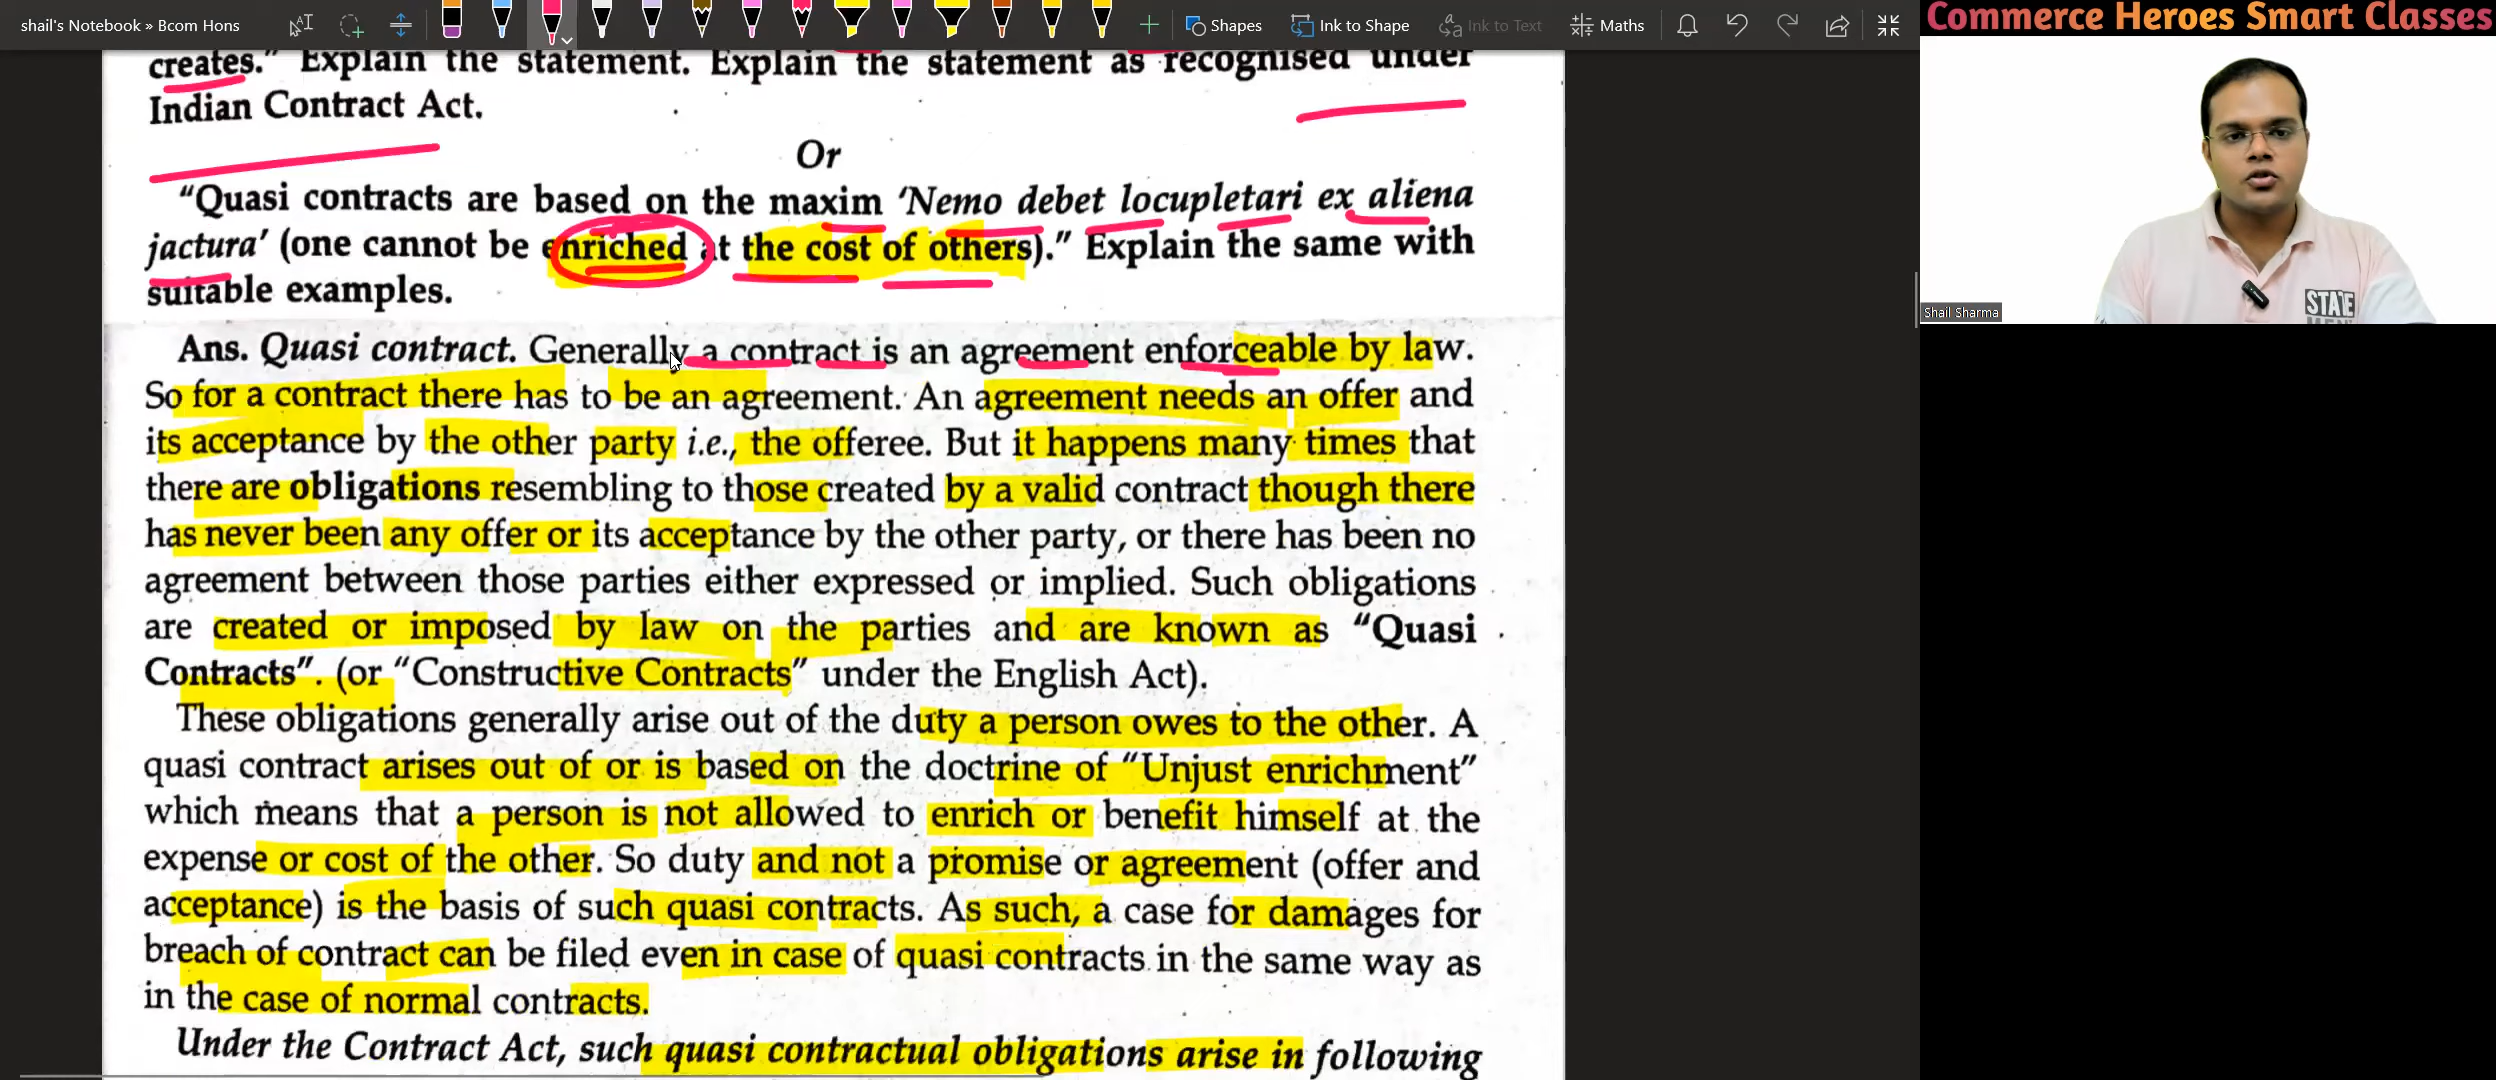 shail's Notebook » Bcom Hons
Shapes
Ink to Shape
Ink to Text
Maths
Commerce Heroes Smart Classes
creates." Explain the statement. Explain the statement as recognised under
Indian Contract Act.
Or
"Quasi contracts are based on the maxim 'Nemo debet locupletari ex aliena
jactura' (one cannot be enriched at the cost of others)." Explain the same with
suitable examples.
Ans. Quasi contract. Generally a contract is an agreement enforceable by law.
So for a contract there has to be an agreement. An agreement needs an offer and
its acceptance by the other party i.e., the offeree. But it happens many times that
there are obligations resembling to those created by a valid contract though there
has never been any offer or its acceptance by the other party, or there has been no
agreement between those parties either expressed or implied. Such obligations
are created or imposed by law on the parties and are known as "Quasi
Contracts". (or "Constructive Contracts" under the English Act).
These obligations generally arise out of the duty a person owes to the other. A
quasi contract arises out of or is based on the doctrine of "Unjust enrichment"
which means that a person is not allowed to enrich or benefit himself at the
expense or cost of the other. So duty and not a promise or agreement (offer and
acceptance) is the basis of such quasi contracts. As such, a case for damages for
breach of contract can be filed even in case of quasi contracts in the same way as
in the case of normal contracts.
Under the Contract Act, such quasi contractual obligations arise in following
STATE
Shail Sharma